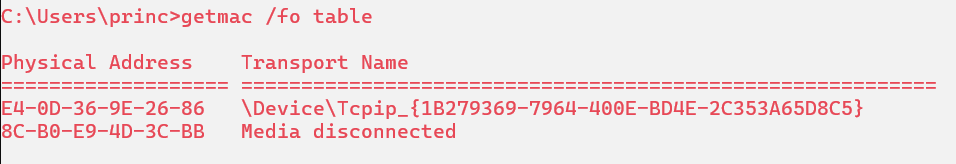 C:\Users\princ>getmac /fo table
Physical Address    Transport Name
=================== ==========================================================
E4-0D-36-9E-26-86   \Device\Tcpip_{1B279369-7964-400E-BD4E-2C353A65D8C5}
8C-B0-E9-4D-3C-BB   Media disconnected